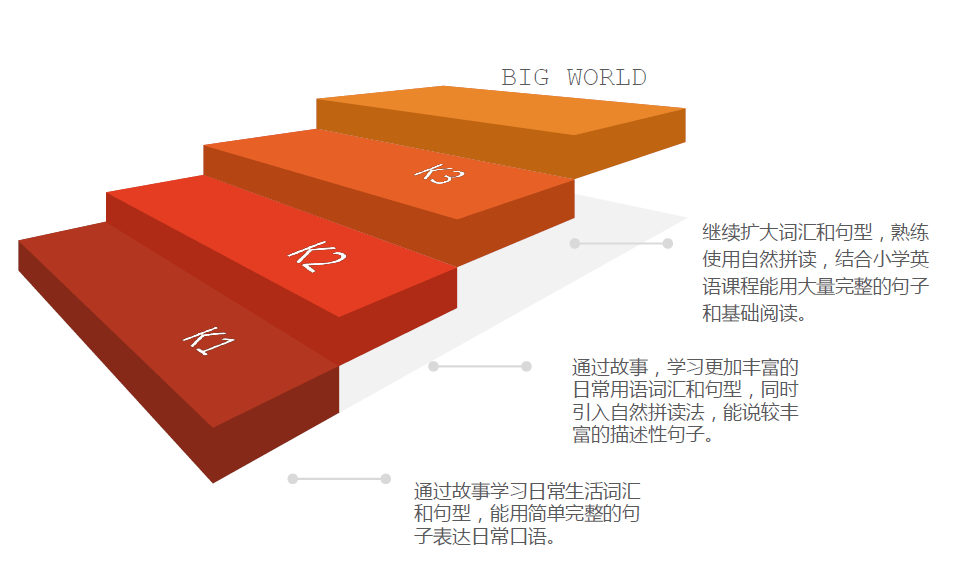 BIG WORLD
K3
K2
K1
继续扩大词汇和句型，熟练
使用自然拼读，结合小学英
语课程能用大量完整的句子
和基础阅读。
通过故事，学习更加丰富的
日常用语词汇和句型，同时
引入自然拼读法，能说较丰
富的描述性句子。
通过故事学习日常生活词汇
和句型，能用简单完整的句
子表达日常口语。